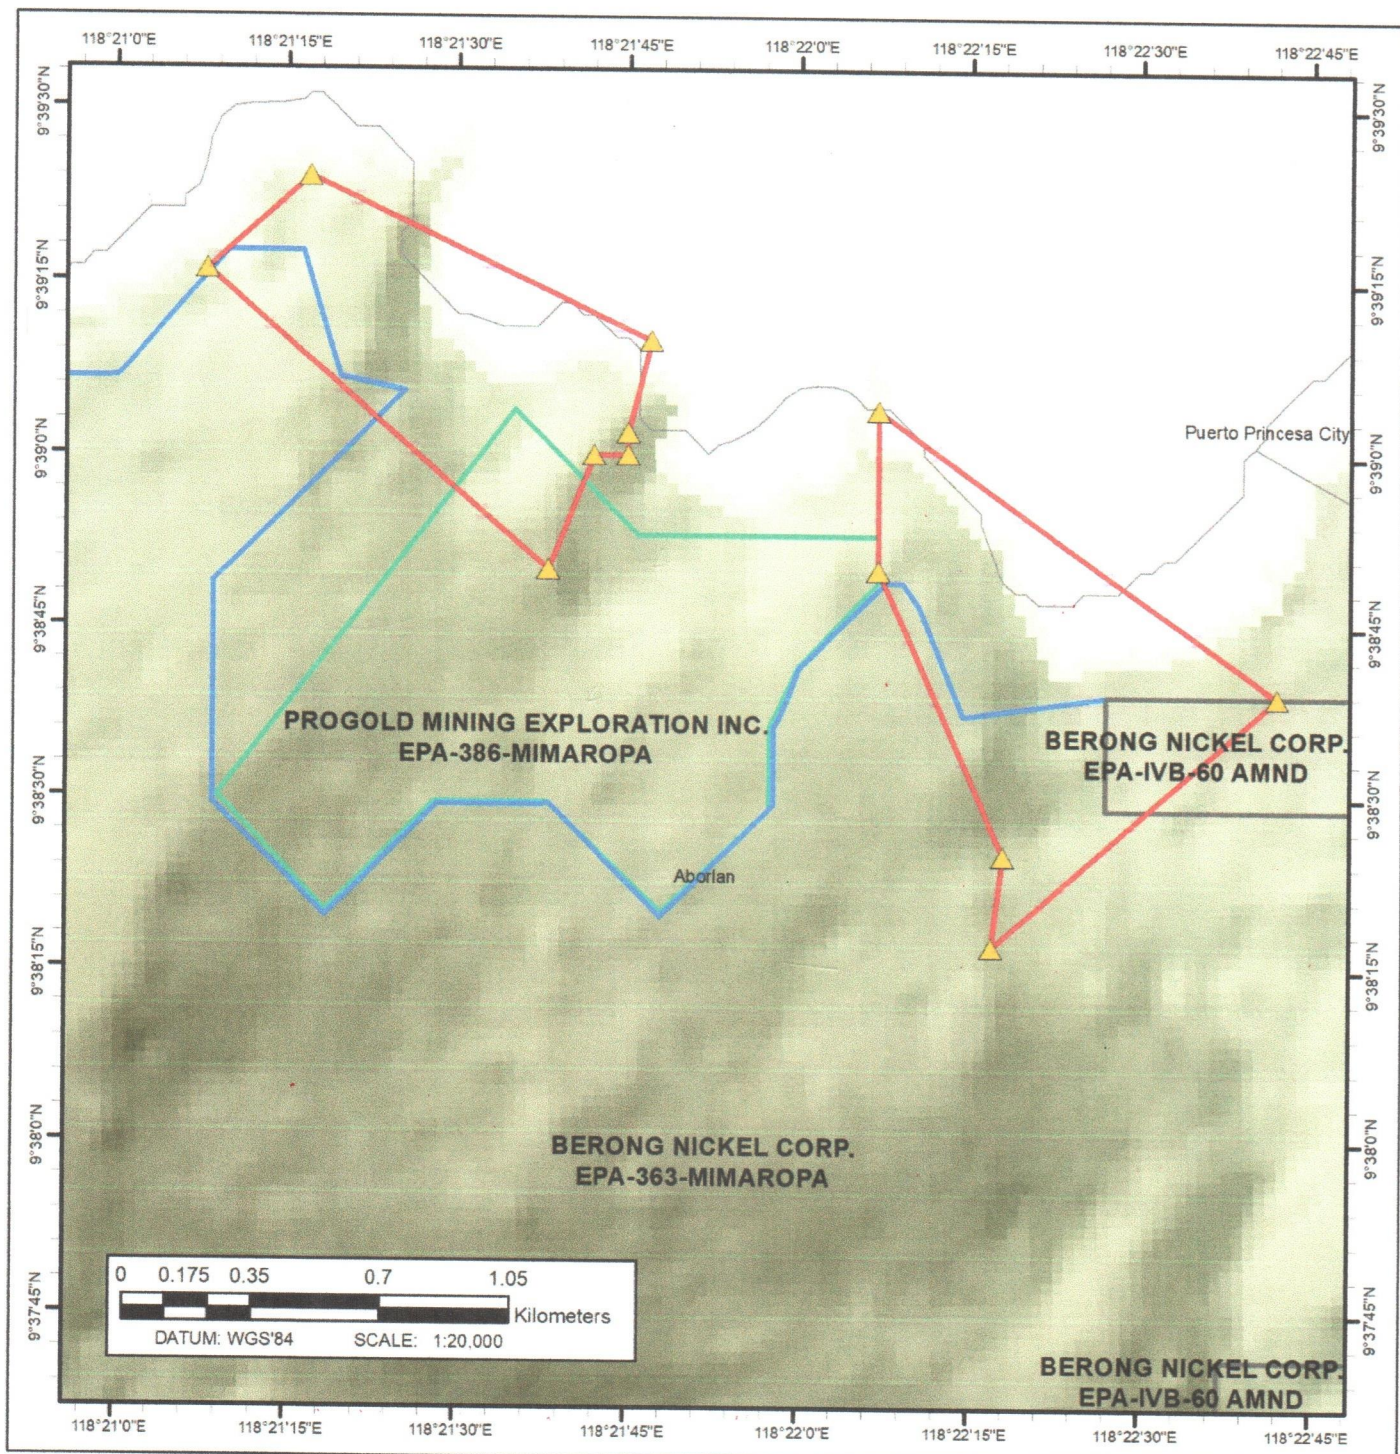 118°21'0"E 118°21'15"E 118°21'30"E 118°21'45"E 118°22'0"E 118°22'15"E 118°22'30"E 118°22'45"E
9°39'30"N
9°39'15"N
9°39'0"N
9°38'45"N
9°38'30"N
9°38'15"N
9°38'0"N
9°37'45"N
9°39'30"N
9°39'15"N
9°39'0"N
9°38'45"N
9°38'30"N
9°38'15"N
9°38'0"N
9°37'45"N
Puerto Princesa City
PROGOLD MINING EXPLORATION INC.
EPA-386-MIMAROPA
BERONG NICKEL CORP.
EPA-IVB-60 AMND
Aborlan
BERONG NICKEL CORP.
EPA-363-MIMAROPA
0 0.175 0.35 0.7 1.05
Kilometers
DATUM: WGS'84 SCALE: 1:20,000
BERONG NICKEL CORP.
EPA-IVB-60 AMND
118°21'0"E 118°21'15"E 118°21'30"E 118°21'45"E 118°22'0"E 118°22'15"E 118°22'30"E 118°22'45"E